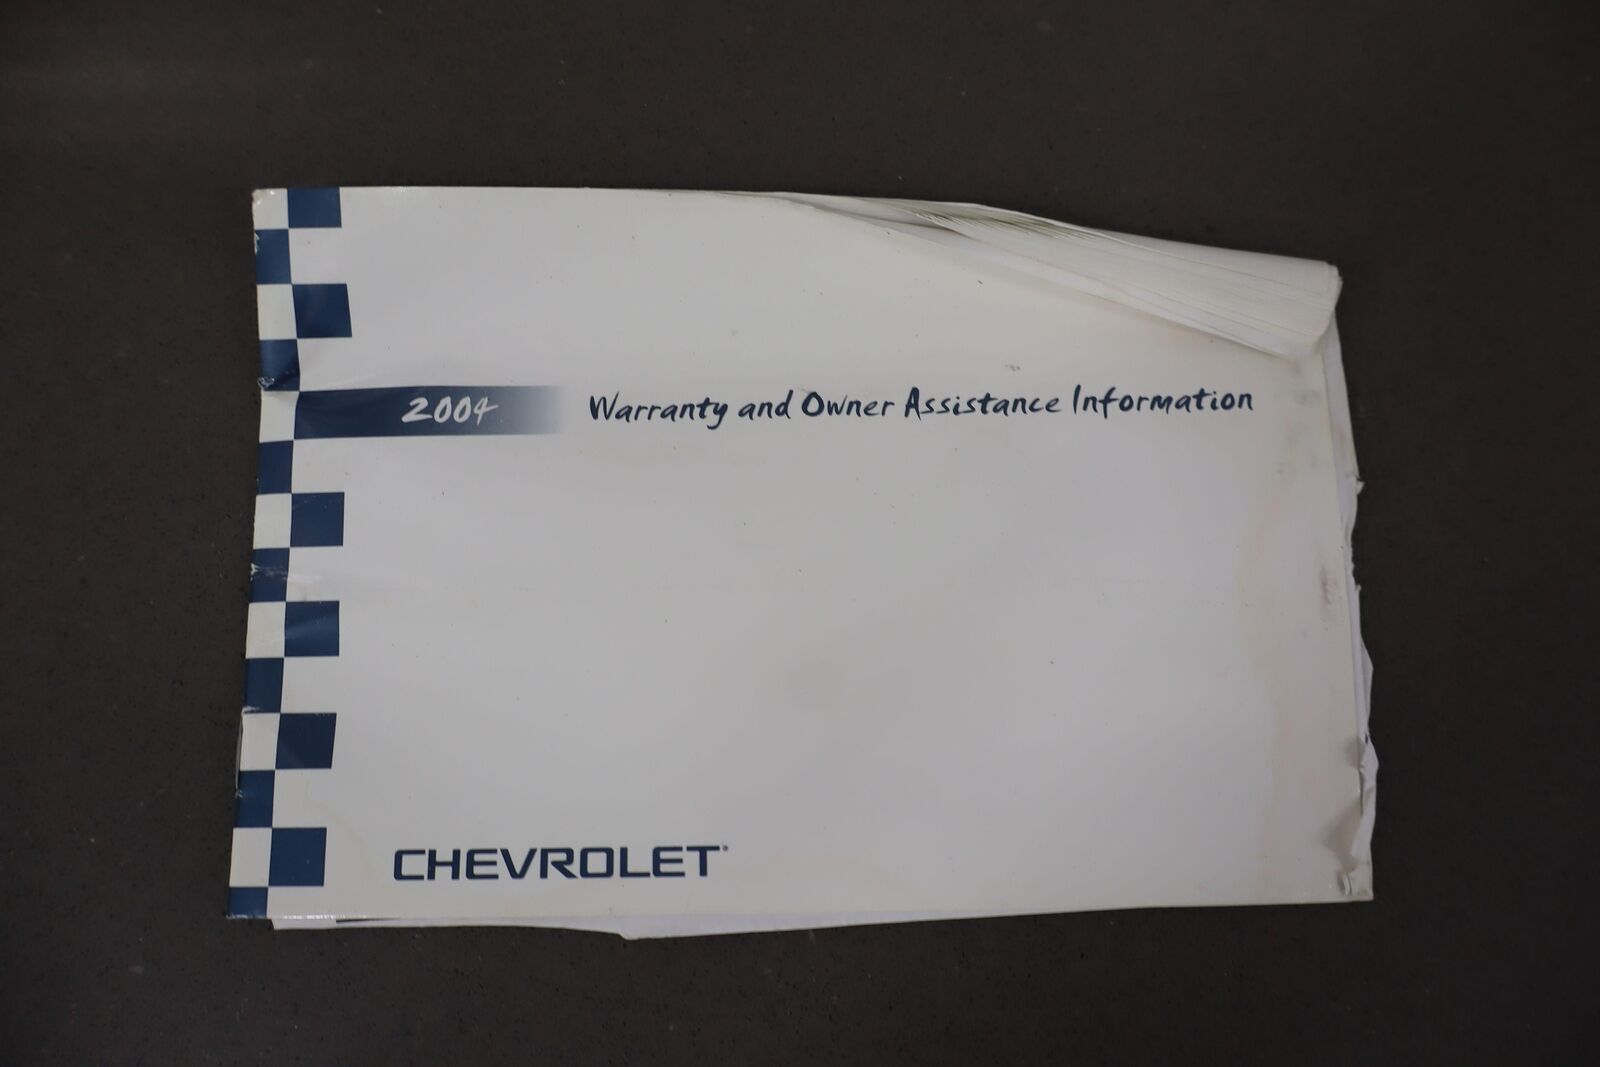 2004 Warranty and Owner Assistance Information
CHEVROLET